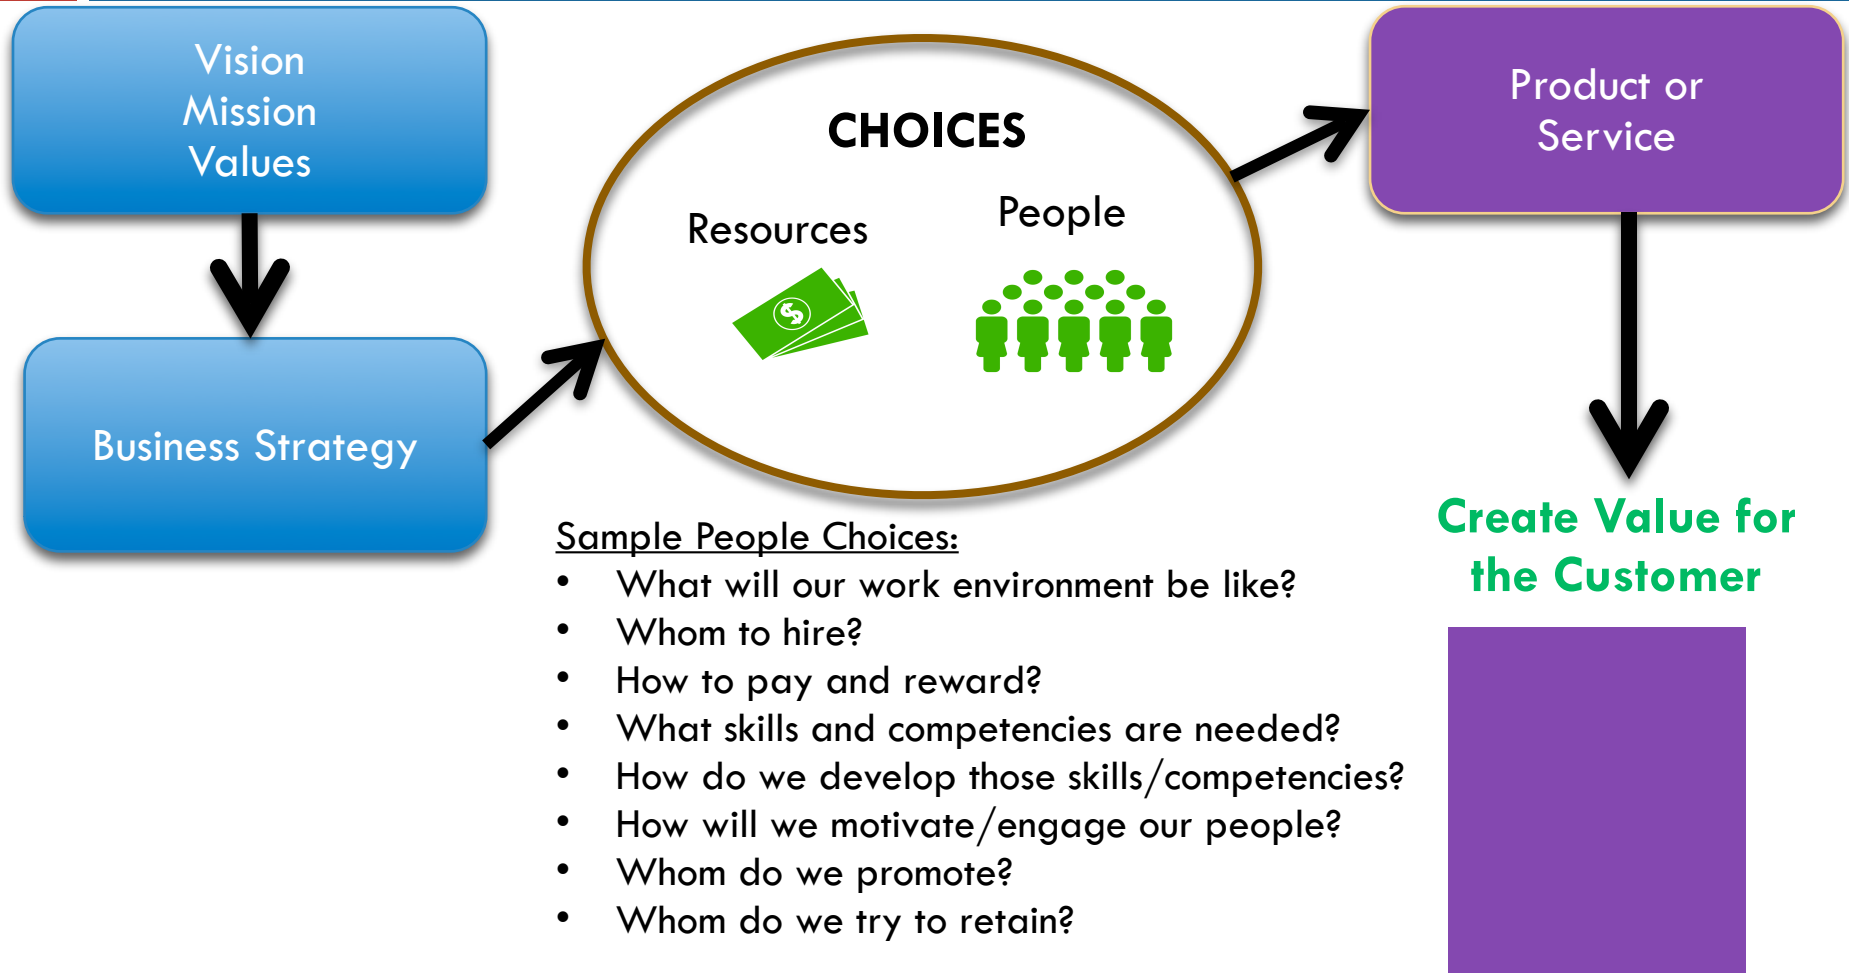 Vision
Mission
Values
Business Strategy
CHOICES
Resources
People
$
Product or
Service
Create Value for
the Customer
Sample People Choices:
• What will our work environment be like?
• Whom to hire?
• How to pay and reward?
• What skills and competencies are needed?
• How do we develop those skills/competencies?
• How will we motivate/engage our people?
• Whom do we promote?
• Whom do we try to retain?